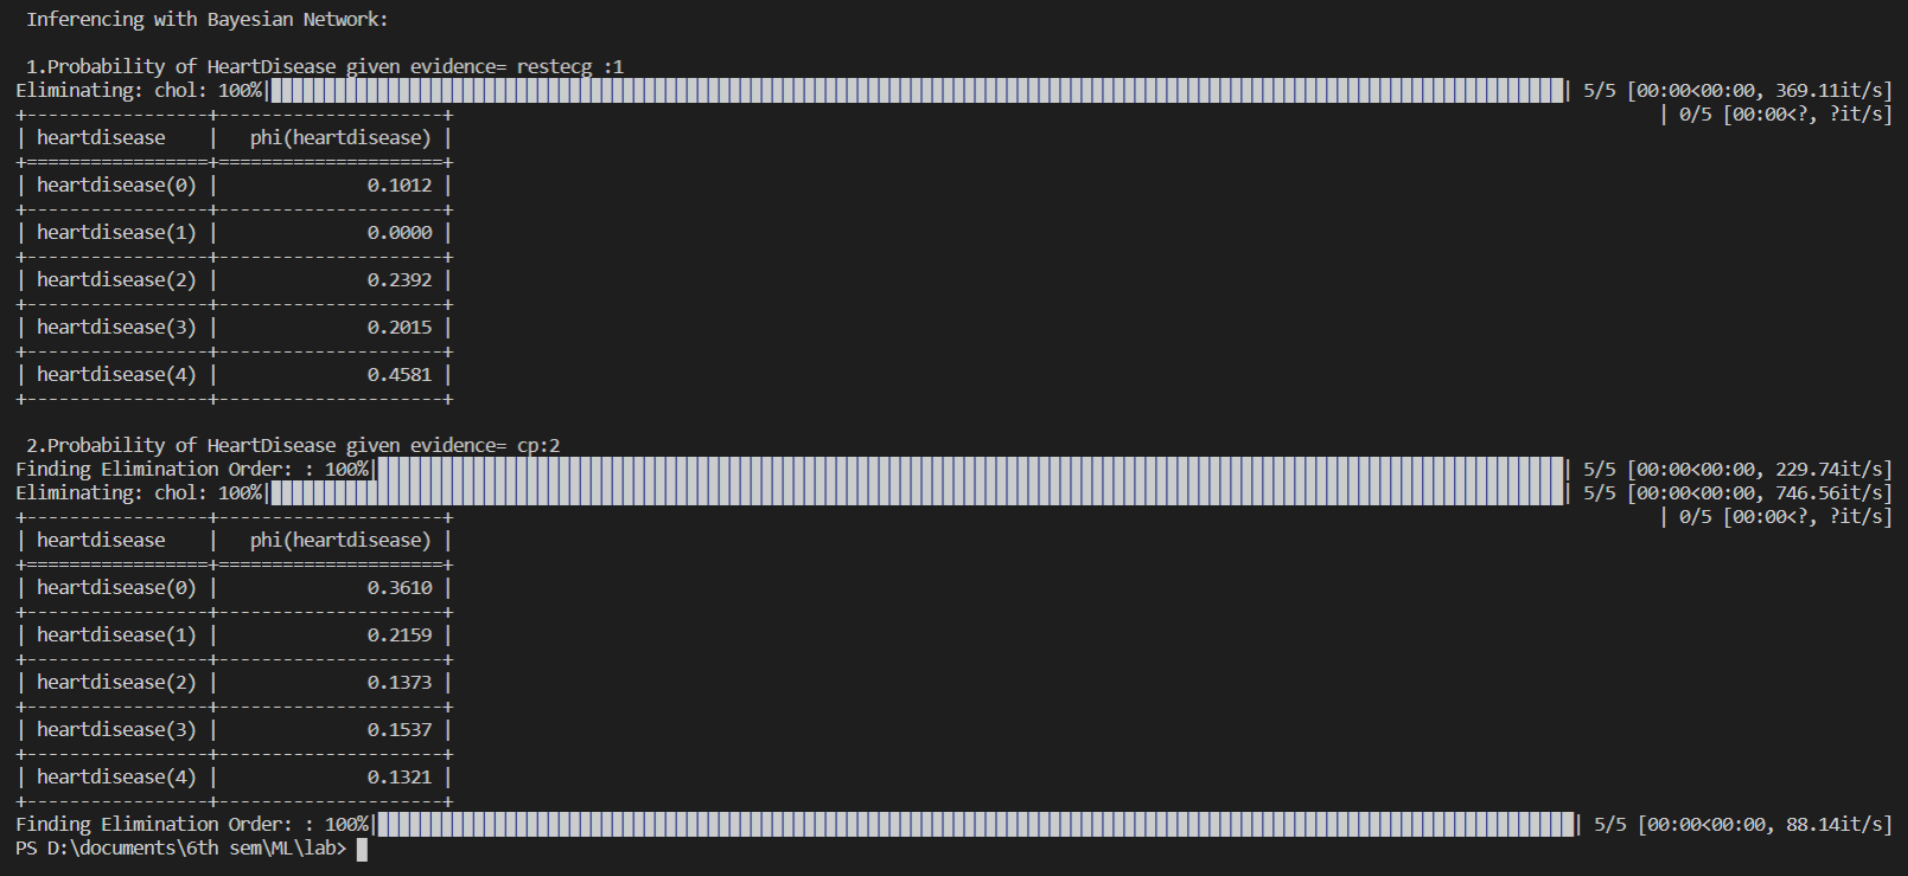 Inferencing with Bayesian Network:
1.Probability of HeartDisease given evidence= restecg :1
Eliminating: chol: 100%|██████████| 5/5 [00:00<00:00, 369.11it/s]
+-----------------+---------------------+ | 0/5 [00:00<?, ?it/s]
| heartdisease    |   phi(heartdisease) |
+=================+=====================+
| heartdisease(0) |              0.1012 |
+-----------------+---------------------+
| heartdisease(1) |              0.0000 |
+-----------------+---------------------+
| heartdisease(2) |              0.2392 |
+-----------------+---------------------+
| heartdisease(3) |              0.2015 |
+-----------------+---------------------+
| heartdisease(4) |              0.4581 |
+-----------------+---------------------+
2.Probability of HeartDisease given evidence= cp:2
Finding Elimination Order: : 100%|██████████| 5/5 [00:00<00:00, 229.74it/s]
Eliminating: chol: 100%|██████████| 5/5 [00:00<00:00, 746.56it/s]
+-----------------+---------------------+ | 0/5 [00:00<?, ?it/s]
| heartdisease    |   phi(heartdisease) |
+=================+=====================+
| heartdisease(0) |              0.3610 |
+-----------------+---------------------+
| heartdisease(1) |              0.2159 |
+-----------------+---------------------+
| heartdisease(2) |              0.1373 |
+-----------------+---------------------+
| heartdisease(3) |              0.1537 |
+-----------------+---------------------+
| heartdisease(4) |              0.1321 |
+-----------------+---------------------+
Finding Elimination Order: : 100%|██████████| 5/5 [00:00<00:00, 88.14it/s]
PS D:\documents\6th sem\ML\lab>